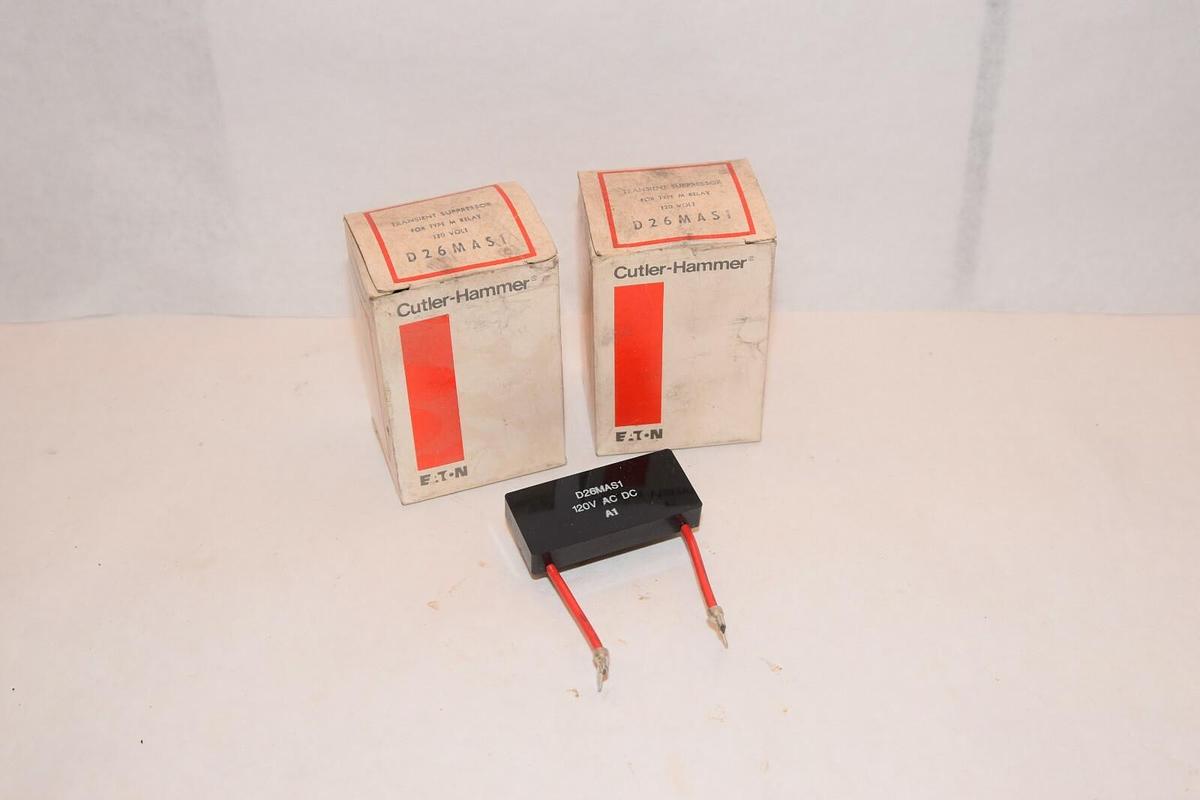 TRANSIENT SUPPRESSOR
FOR TYPE M RELAY
120 VOLT
D26MAS1
Cutler-Hammer®
EATON
TRANSIENT SUPPRESSOR
FOR TYPE M RELAY
120 VOLT
D26MAS1
Cutler-Hammer®
EATON
D26MAS1
120V AC DC
A1